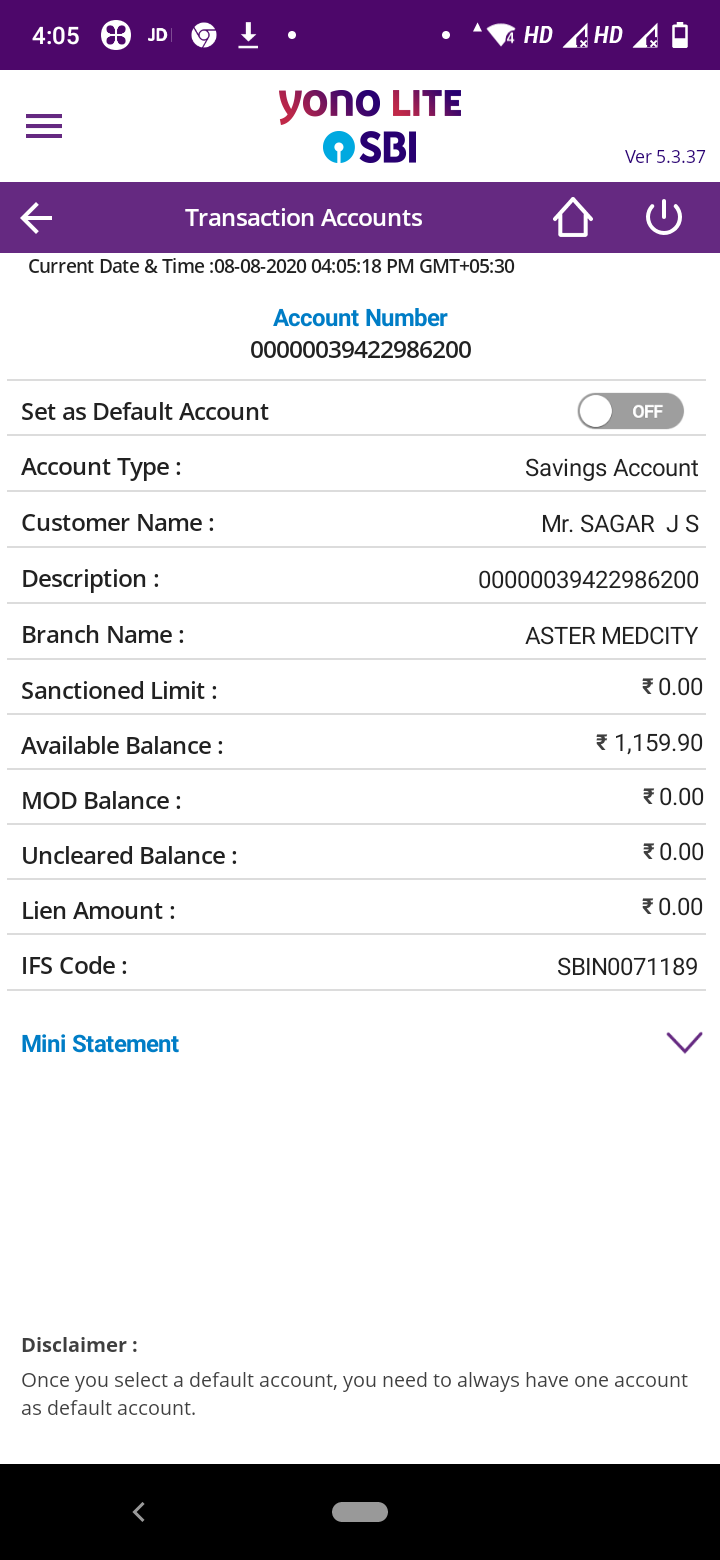 4:05 JD 4 HD HD
yono LITE
SBI
Ver 5.3.37
Transaction Accounts
Current Date & Time :08-08-2020 04:05:18 PM GMT+05:30
Account Number
00000039422986200
Set as Default Account OFF
Account Type : Savings Account
Customer Name : Mr. SAGAR  J S
Description : 00000039422986200
Branch Name : ASTER MEDCITY
Sanctioned Limit : ₹ 0.00
Available Balance : ₹ 1,159.90
MOD Balance : ₹ 0.00
Uncleared Balance : ₹ 0.00
Lien Amount : ₹ 0.00
IFS Code : SBIN0071189
Mini Statement
Disclaimer :
Once you select a default account, you need to always have one account
as default account.